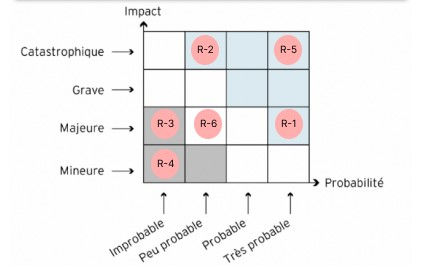 Impact
Catastrophique
R-2
R-5
Grave
Majeure
R-3
R-6
R-1
Mineure
R-4
Probabilité
Improbable
Peu probable
Probable
Très probable